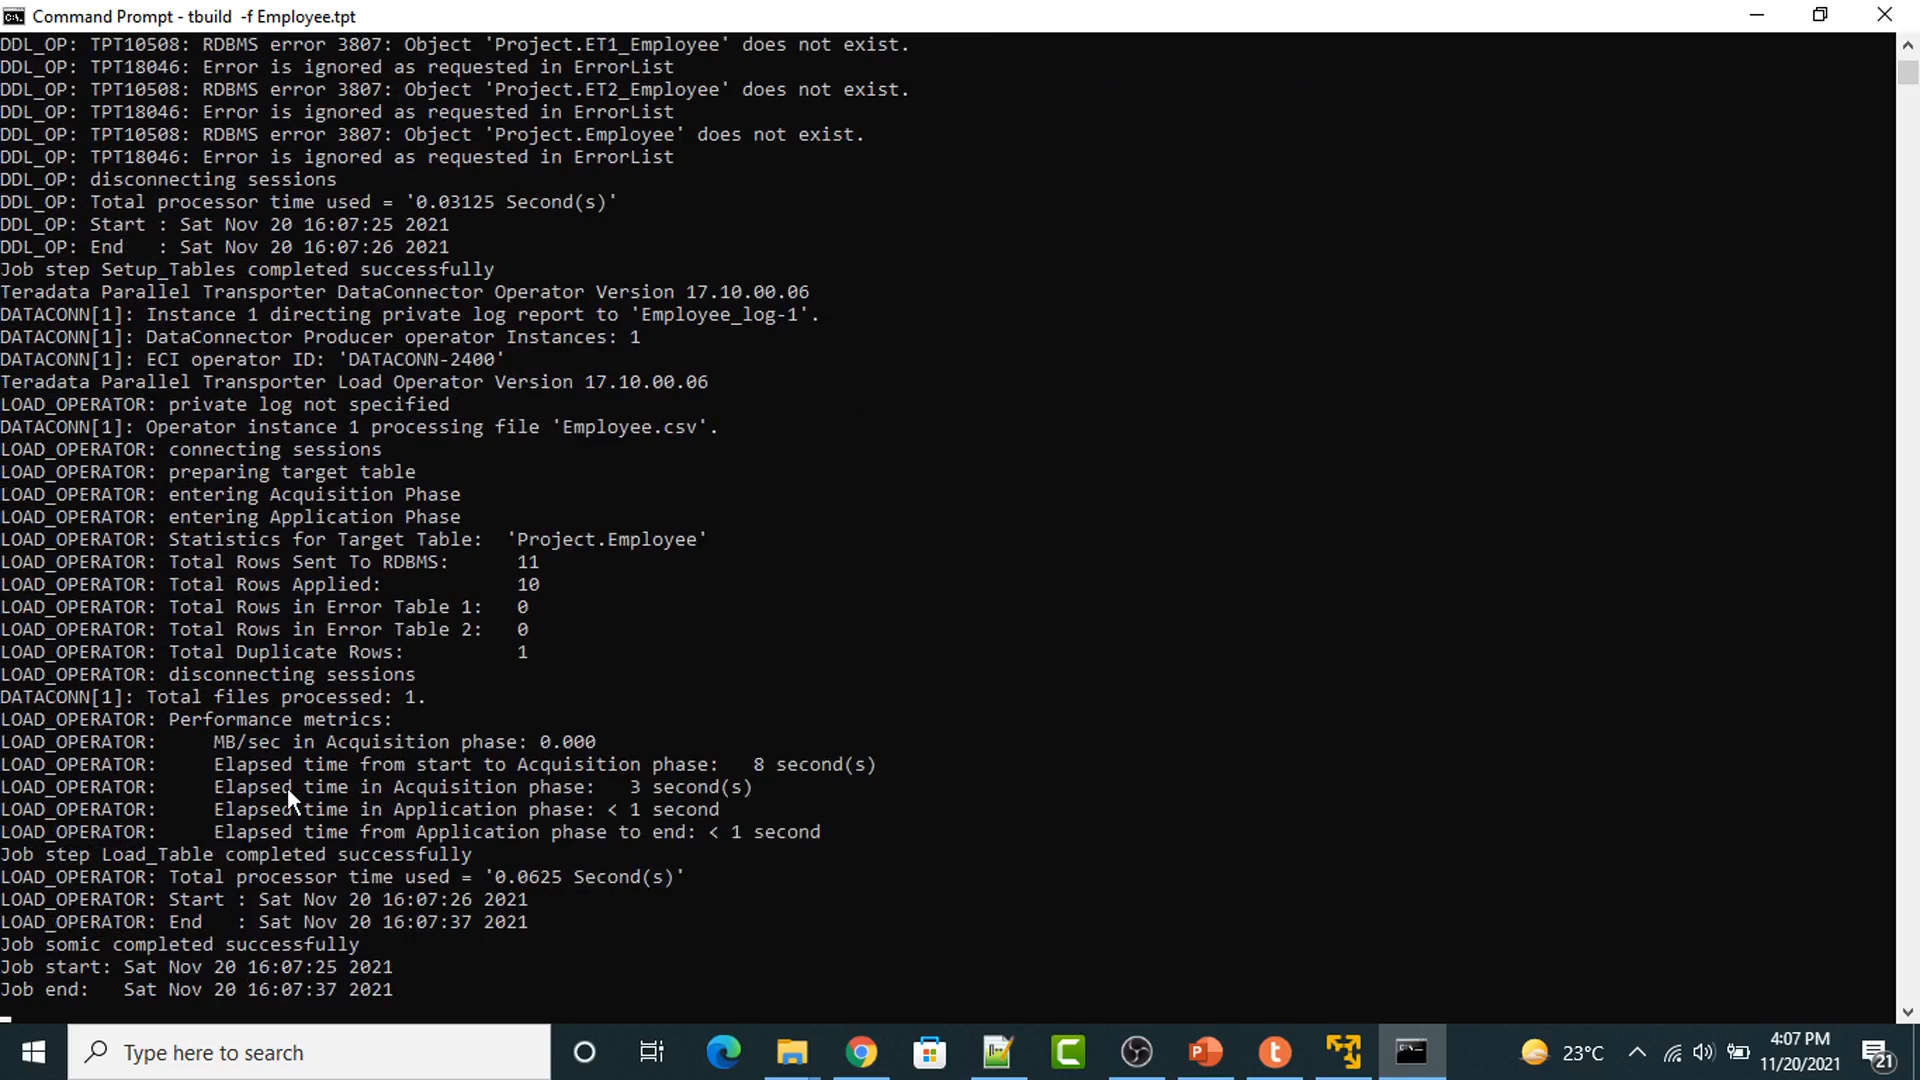 Command Prompt - tbuild  -f Employee.tpt
DDL_OP: TPT10508: RDBMS error 3807: Object 'Project.ET1_Employee' does not exist.
DDL_OP: TPT18046: Error is ignored as requested in ErrorList
DDL_OP: TPT10508: RDBMS error 3807: Object 'Project.ET2_Employee' does not exist.
DDL_OP: TPT18046: Error is ignored as requested in ErrorList
DDL_OP: TPT10508: RDBMS error 3807: Object 'Project.Employee' does not exist.
DDL_OP: TPT18046: Error is ignored as requested in ErrorList
DDL_OP: disconnecting sessions
DDL_OP: Total processor time used = '0.03125 Second(s)'
DDL_OP: Start : Sat Nov 20 16:07:25 2021
DDL_OP: End   : Sat Nov 20 16:07:26 2021
Job step Setup_Tables completed successfully
Teradata Parallel Transporter DataConnector Operator Version 17.10.00.06
DATACONN[1]: Instance 1 directing private log report to 'Employee_log-1'.
DATACONN[1]: DataConnector Producer operator Instances: 1
DATACONN[1]: ECI operator ID: 'DATACONN-2400'
Teradata Parallel Transporter Load Operator Version 17.10.00.06
LOAD_OPERATOR: private log not specified
DATACONN[1]: Operator instance 1 processing file 'Employee.csv'.
LOAD_OPERATOR: connecting sessions
LOAD_OPERATOR: preparing target table
LOAD_OPERATOR: entering Acquisition Phase
LOAD_OPERATOR: entering Application Phase
LOAD_OPERATOR: Statistics for Target Table:  'Project.Employee'
LOAD_OPERATOR: Total Rows Sent To RDBMS:      11
LOAD_OPERATOR: Total Rows Applied:            10
LOAD_OPERATOR: Total Rows in Error Table 1:   0
LOAD_OPERATOR: Total Rows in Error Table 2:   0
LOAD_OPERATOR: Total Duplicate Rows:          1
LOAD_OPERATOR: disconnecting sessions
DATACONN[1]: Total files processed: 1.
LOAD_OPERATOR: Performance metrics:
LOAD_OPERATOR:     MB/sec in Acquisition phase: 0.000
LOAD_OPERATOR:     Elapsed time from start to Acquisition phase:   8 second(s)
LOAD_OPERATOR:     Elapsed time in Acquisition phase:   3 second(s)
LOAD_OPERATOR:     Elapsed time in Application phase: < 1 second
LOAD_OPERATOR:     Elapsed time from Application phase to end: < 1 second
Job step Load_Table completed successfully
LOAD_OPERATOR: Total processor time used = '0.0625 Second(s)'
LOAD_OPERATOR: Start : Sat Nov 20 16:07:26 2021
LOAD_OPERATOR: End   : Sat Nov 20 16:07:37 2021
Job somic completed successfully
Job start: Sat Nov 20 16:07:25 2021
Job end:   Sat Nov 20 16:07:37 2021
Type here to search
23°C
4:07 PM
11/20/2021
21